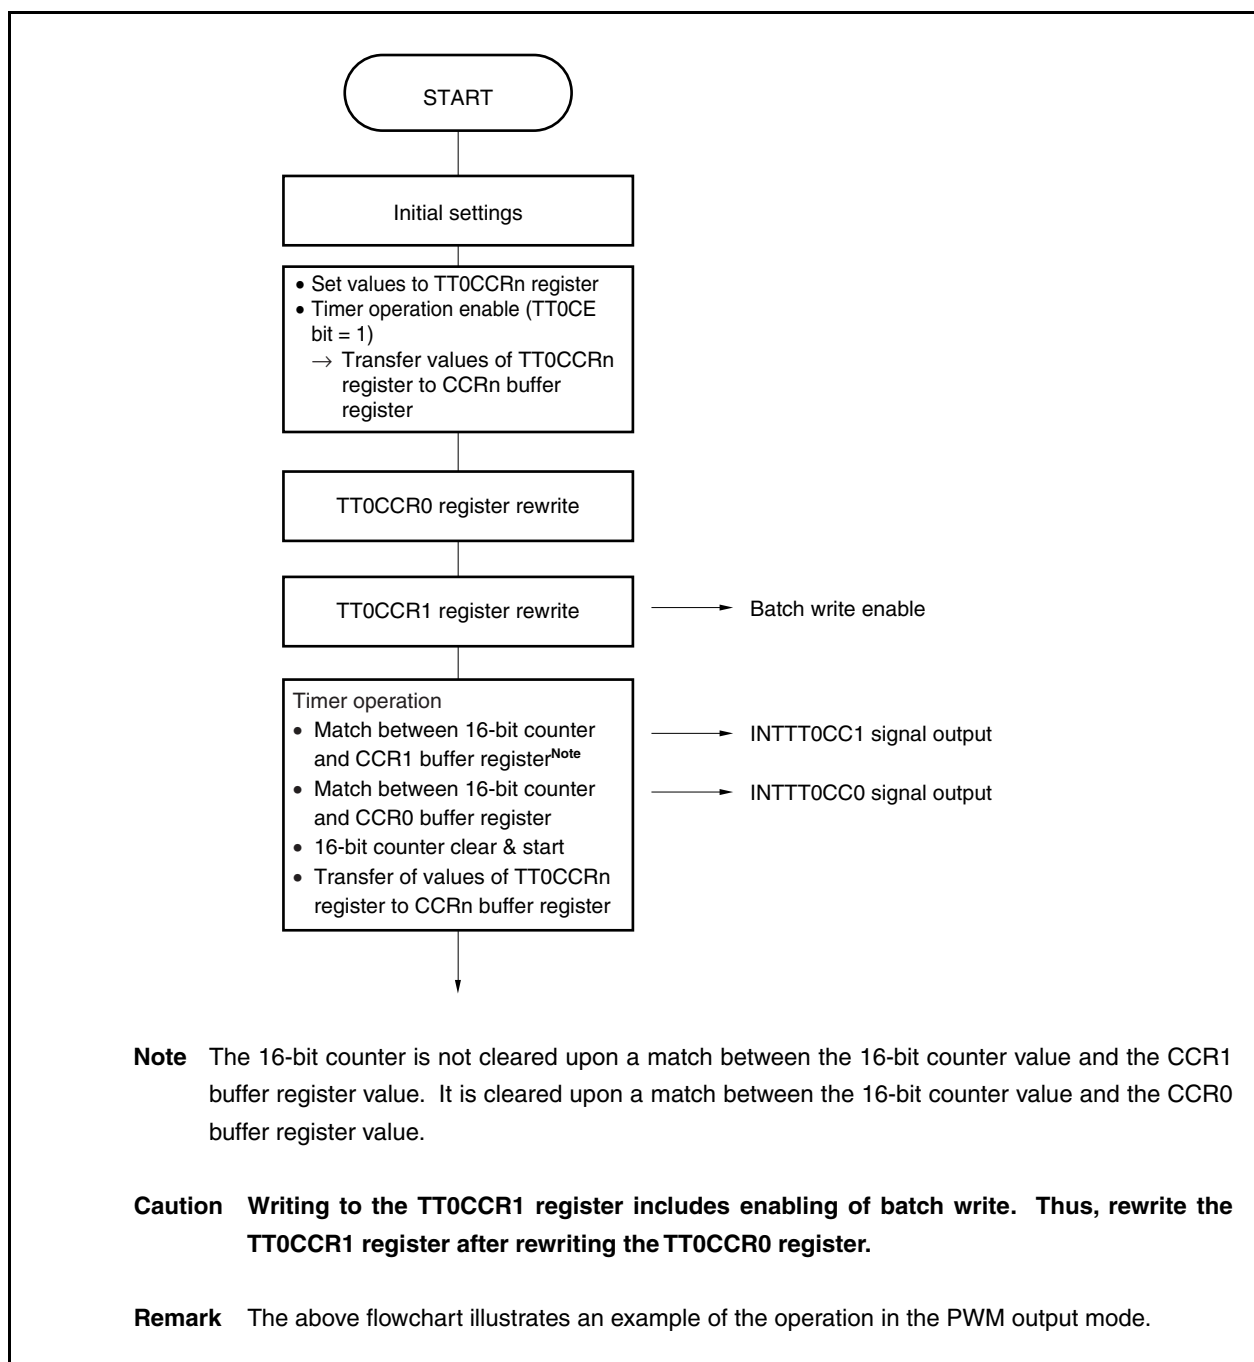 START
Initial settings
• Set values to TT0CCRn register
• Timer operation enable (TT0CE
bit = 1)
→ Transfer values of TT0CCRn
register to CCRn buffer
register
TT0CCR0 register rewrite
TT0CCR1 register rewrite
Batch write enable
Timer operation
• Match between 16-bit counter
and CCR1 buffer registerNote
INTTT0CC1 signal output
• Match between 16-bit counter
and CCR0 buffer register
INTTT0CC0 signal output
• 16-bit counter clear & start
• Transfer of values of TT0CCRn
register to CCRn buffer register
Note The 16-bit counter is not cleared upon a match between the 16-bit counter value and the CCR1
buffer register value. It is cleared upon a match between the 16-bit counter value and the CCR0
buffer register value.
Caution Writing to the TT0CCR1 register includes enabling of batch write. Thus, rewrite the
TT0CCR1 register after rewriting the TT0CCR0 register.
Remark The above flowchart illustrates an example of the operation in the PWM output mode.